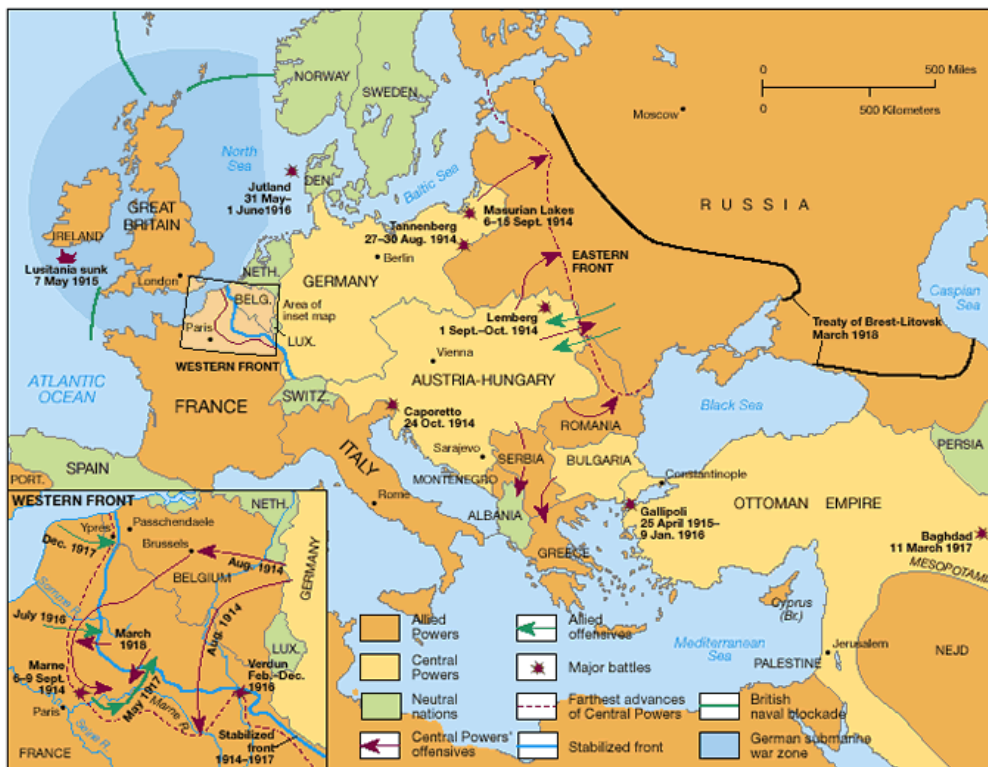 NORWAY
SWEDEN
0 500 Miles
0 500 Kilometers
Moscow
North
Sea
Baltic Sea
RUSSIA
Jutland
31 May–
1 June1916
DEN.
GREAT
BRITAIN
IRELAND
Lusitania sunk
7 May 1915
London
NETH.
Masurian Lakes
6–15 Sept. 1914
Tannenberg
27–30 Aug. 1914
Berlin
GERMANY
EASTERN
FRONT
BELG.
Area of
inset map
LUX.
Paris
WESTERN FRONT
Lemberg
1 Sept.–Oct. 1914
Caspian
Sea
Treaty of Brest-Litovsk
March 1918
Vienna
AUSTRIA-HUNGARY
ATLANTIC
OCEAN
FRANCE
SWITZ.
Caporetto
24 Oct. 1914
ROMANIA
Black Sea
ITALY
Sarajevo
SERBIA
BULGARIA
MONTENEGRO
Constantinople
PERSIA
SPAIN
PORT.
Rome
ALBANIA
OTTOMAN EMPIRE
Gallipoli
25 April 1915–
9 Jan. 1916
Baghdad
11 March 1917
MESOPOTAMI
GREECE
Cyprus
(Br.)
Mediterranean
Sea
Jerusalem
PALESTINE
NEJD
WESTERN FRONT
NETH.
Ypres
Passchendaele
Dec. 1917
Brussels
Aug. 1914
BELGIUM
GERMANY
Somme R.
July 1916
March
1918
Aug. 1914
LUX.
Marne
6–9 Sept.
1914
Verdun
Feb.–Dec.
1916
May 1917
Marne R.
Paris
Seine R.
Stabilized
front
1914–1917
FRANCE
Allied
Powers
Central
Powers
Neutral
nations
Central Powers'
offensives
Allied
offensives
Major battles
Farthest advances
of Central Powers
Stabilized front
British
naval blockade
German submarine
war zone